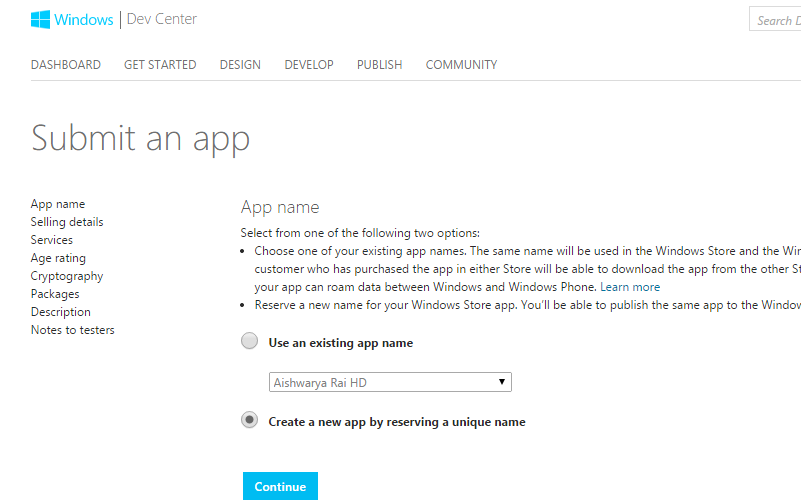 Windows | Dev Center
Search D
DASHBOARD GET STARTED DESIGN DEVELOP PUBLISH COMMUNITY
Submit an app
App name
Selling details
Services
Age rating
Cryptography
Packages
Description
Notes to testers
App name
Select from one of the following two options:
• Choose one of your existing app names. The same name will be used in the Windows Store and the Win
customer who has purchased the app in either Store will be able to download the app from the other St
your app can roam data between Windows and Windows Phone. Learn more
• Reserve a new name for your Windows Store app. You'll be able to publish the same app to the Window
Use an existing app name
Aishwarya Rai HD
Create a new app by reserving a unique name
Continue